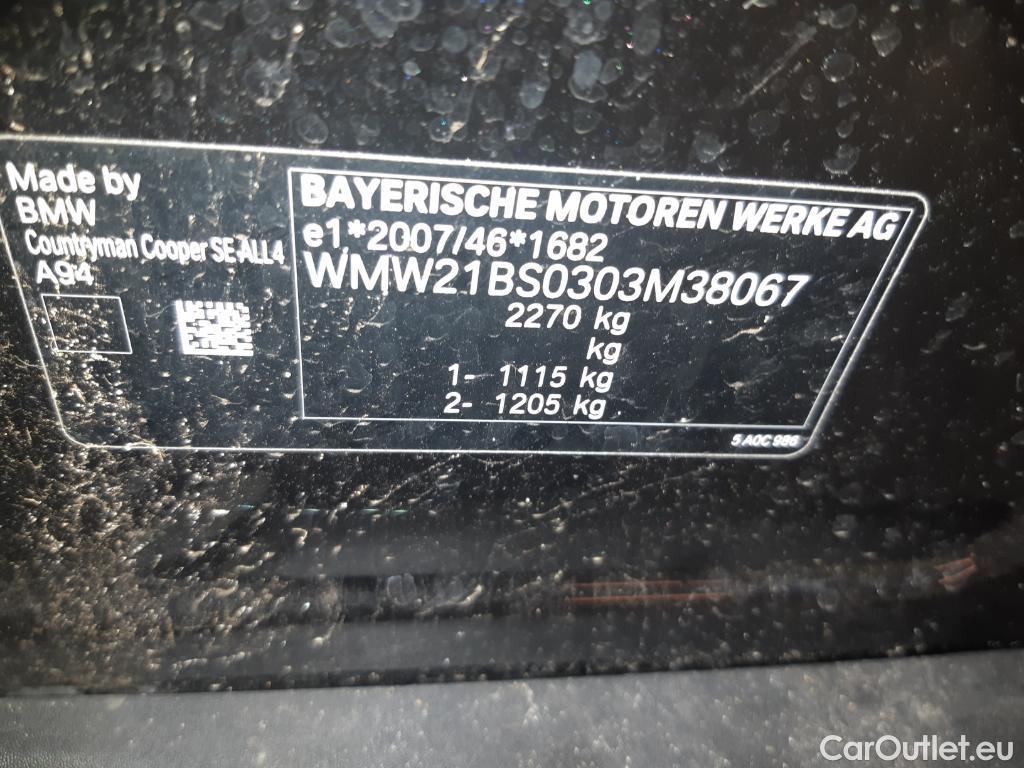 Made by
BMW
Countryman Cooper SE ALL4
A94
BAYERISCHE MOTOREN WERKE AG
e1*2007/46*1682
WMW21BS0303M38067
2270 kg
kg
1- 1115 kg
2- 1205 kg
5 A0C 986
CarOutlet.eu